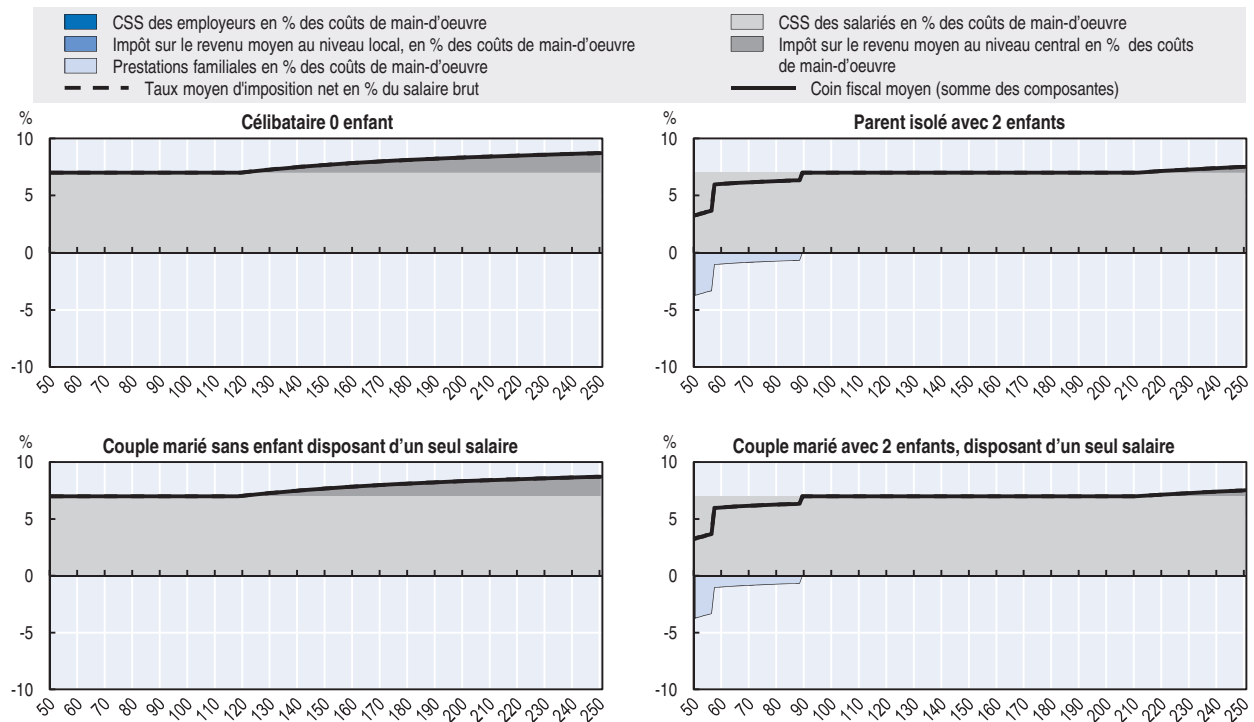 CSS des employeurs en % des coûts de main-d'oeuvre
CSS des salariés en % des coûts de main-d'oeuvre
Impôt sur le revenu moyen au niveau local, en % des coûts de main-d'oeuvre
Impôt sur le revenu moyen au niveau central en % des coûts
de main-d'oeuvre
Prestations familiales en % des coûts de main-d'oeuvre
Taux moyen d'imposition net en % du salaire brut
Coin fiscal moyen (somme des composantes)
%
Célibataire 0 enfant
10
5
0
-5
-10
50 60 70 80 90 100 110 120 130 140 150 160 170 180 190 200 210 220 230 240 250
%
Parent isolé avec 2 enfants
10
5
0
-5
-10
50 60 70 80 90 100 110 120 130 140 150 160 170 180 190 200 210 220 230 240 250
%
Couple marié sans enfant disposant d'un seul salaire
10
5
0
-5
-10
50 60 70 80 90 100 110 120 130 140 150 160 170 180 190 200 210 220 230 240 250
%
Couple marié avec 2 enfants, disposant d'un seul salaire
10
5
0
-5
-10
50 60 70 80 90 100 110 120 130 140 150 160 170 180 190 200 210 220 230 240 250